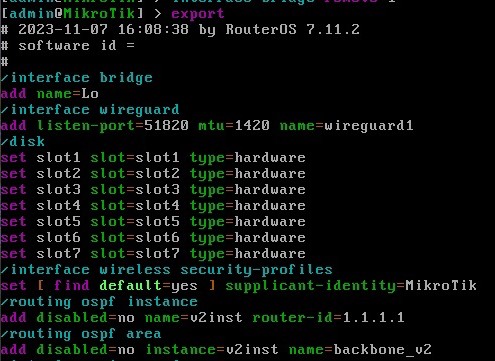 [admin@MikroTik] > export
# 2023-11-07 16:08:38 by RouterOS 7.11.2
# software id =
#
/interface bridge
add name=Lo
/interface wireguard
add listen-port=51820 mtu=1420 name=wireguard1
/disk
set slot1 slot=slot1 type=hardware
set slot2 slot=slot2 type=hardware
set slot3 slot=slot3 type=hardware
set slot4 slot=slot4 type=hardware
set slot5 slot=slot5 type=hardware
set slot6 slot=slot6 type=hardware
set slot7 slot=slot7 type=hardware
/interface wireless security-profiles
set [ find default=yes ] supplicant-identity=MikroTik
/routing ospf instance
add disabled=no name=v2inst router-id=1.1.1.1
/routing ospf area
add disabled=no instance=v2inst name=backbone_v2